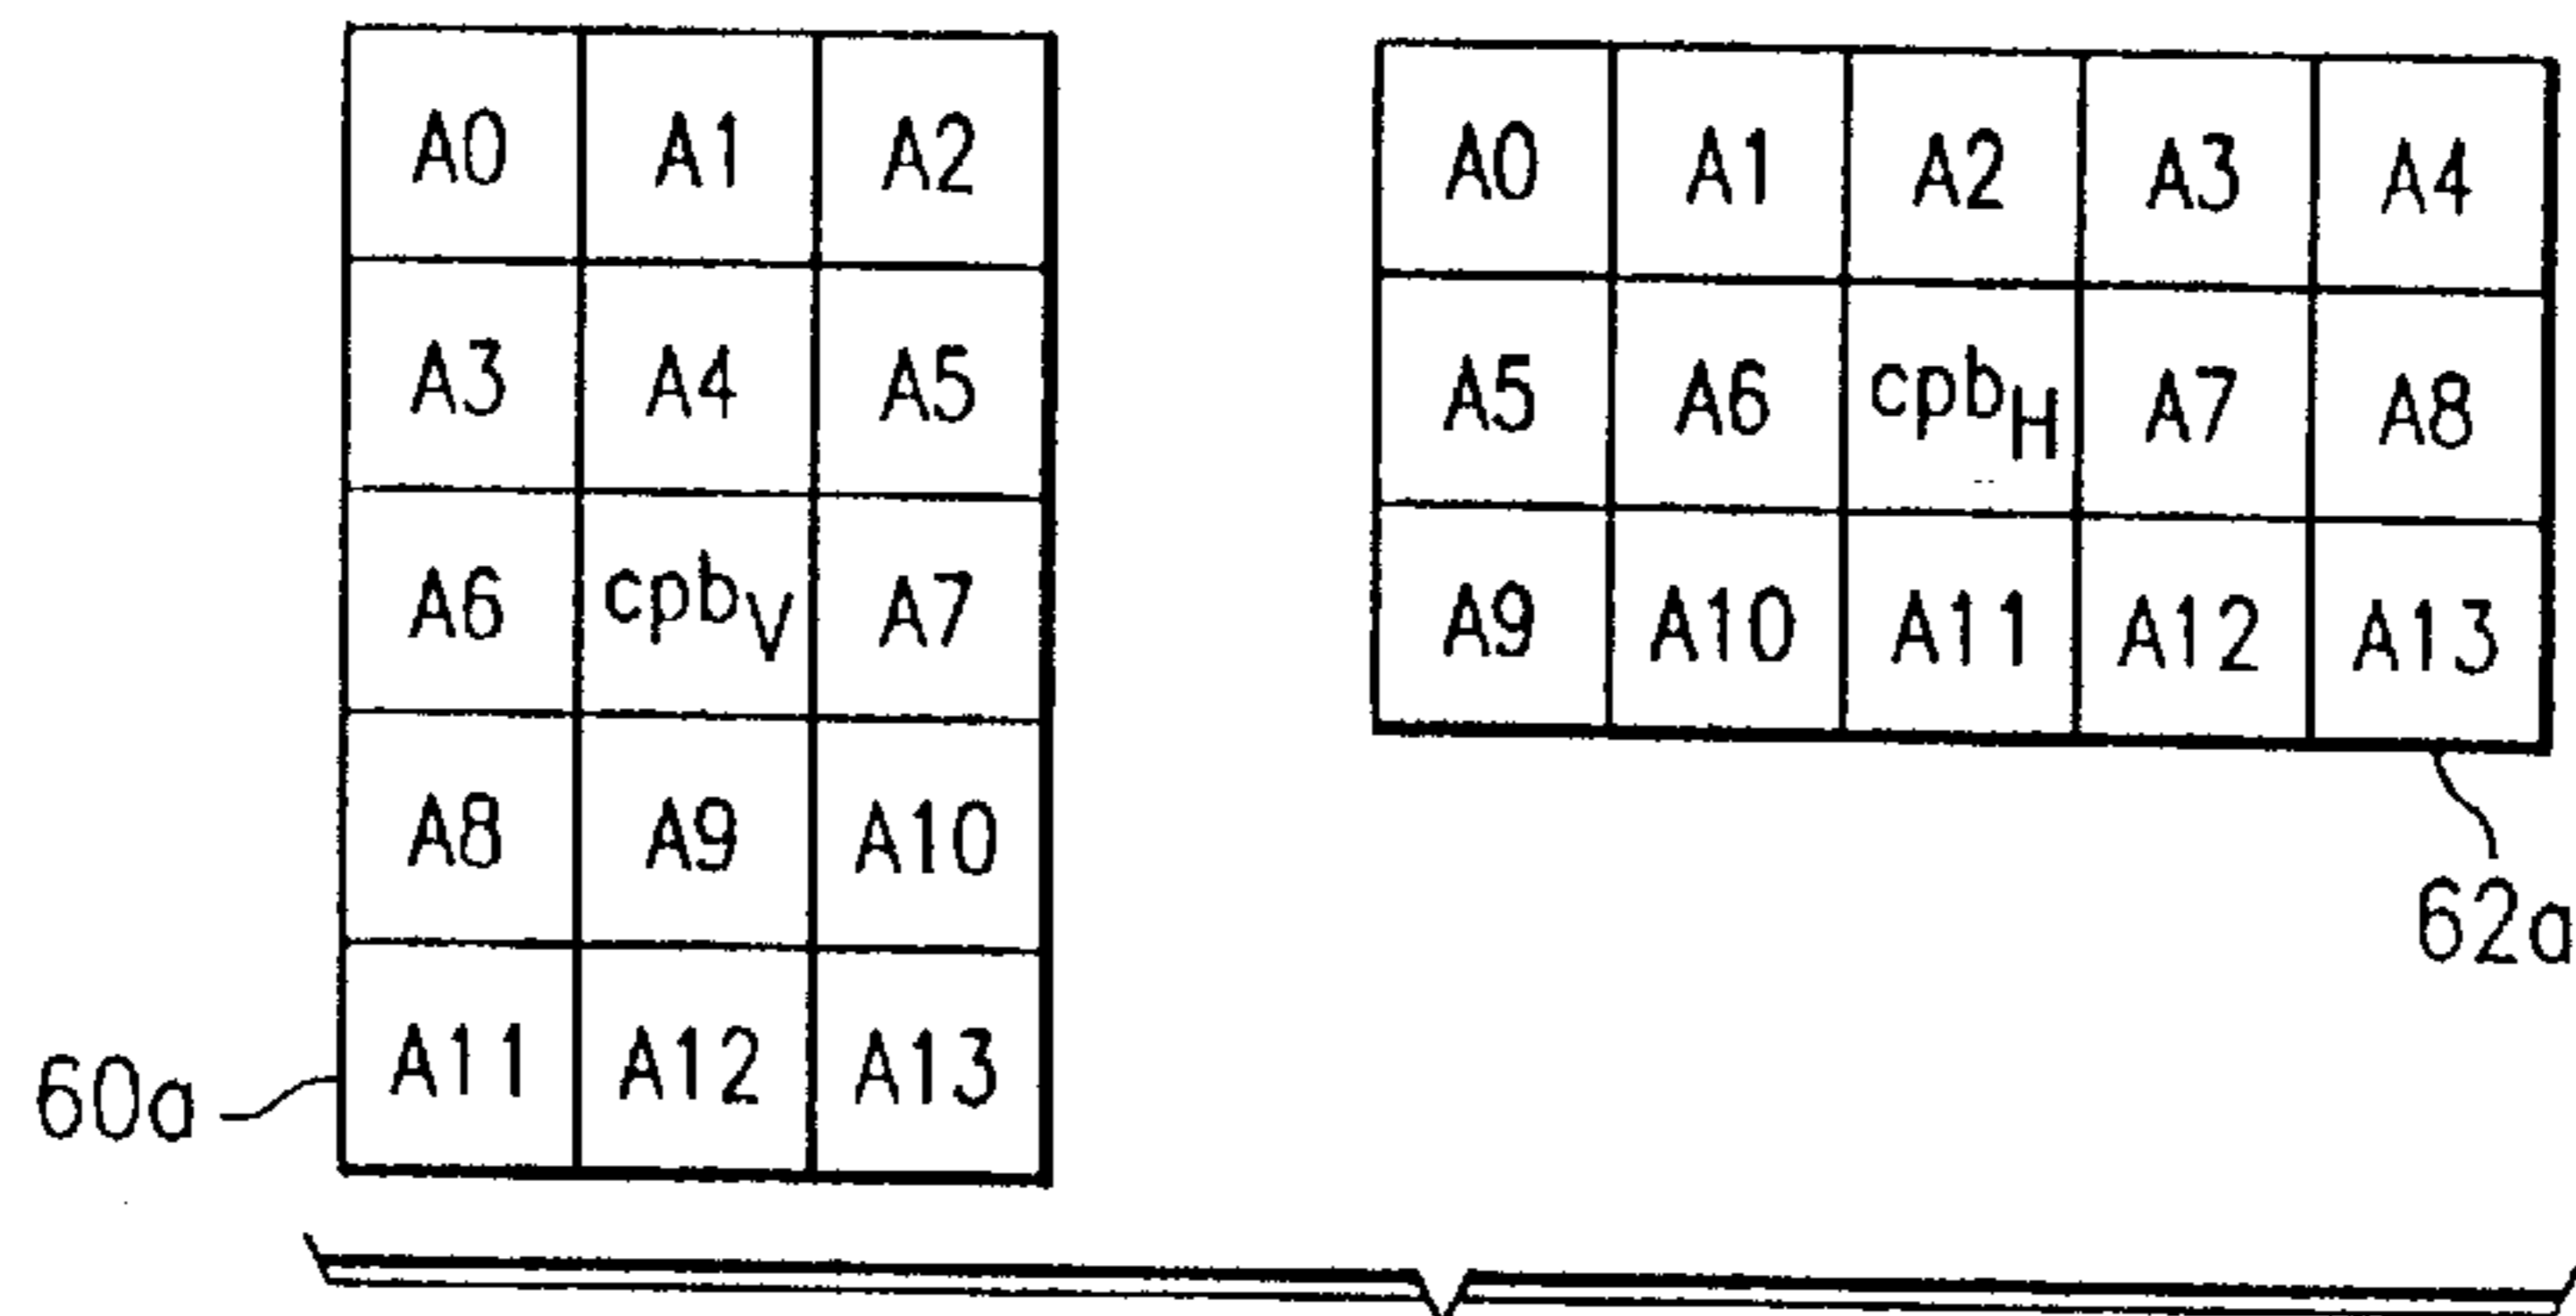 A0 A1 A2
A3 A4 A5
A6 cpbV A7
A8 A9 A10
A11 A12 A13
60a
A0 A1 A2 A3 A4
A5 A6 cpbH A7 A8
A9 A10 A11 A12 A13
62a